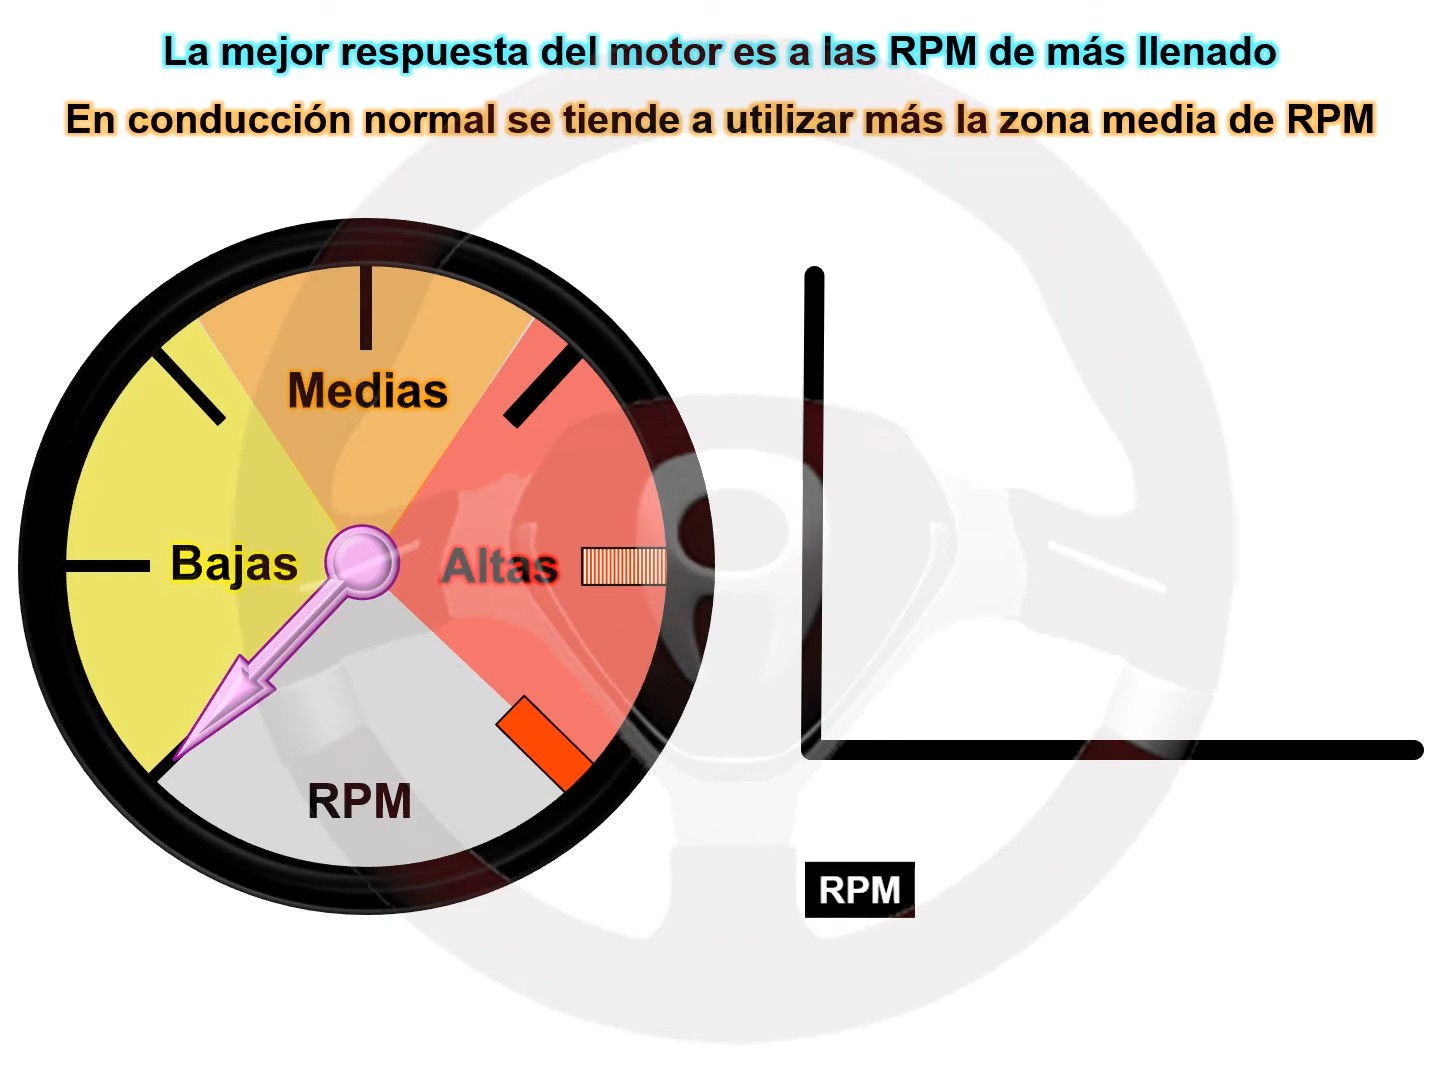 La mejor respuesta del motor es a las RPM de más llenado
En conducción normal se tiende a utilizar más la zona media de RPM
Medias
Bajas
Altas
RPM
RPM